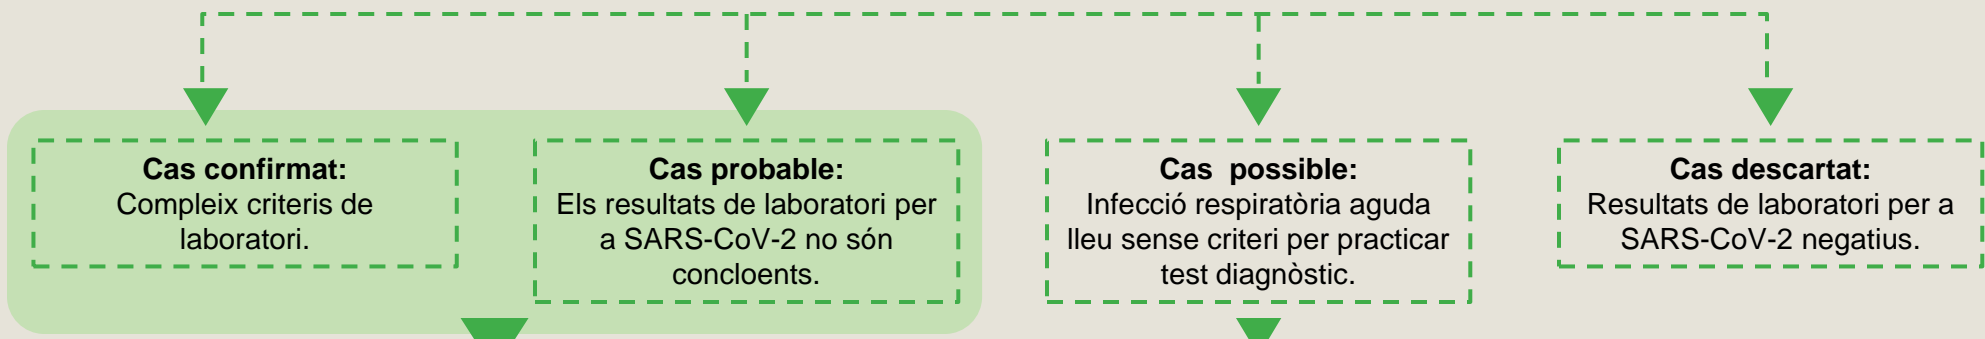 Cas confirmat:
Compleix criteris de
laboratori.
Cas probable:
Els resultats de laboratori per
a SARS-CoV-2 no són
concloents.
Cas  possible:
Infecció respiratòria aguda
lleu sense criteri per practicar
test diagnòstic.
Cas descartat:
Resultats de laboratori per a
SARS-CoV-2 negatius.